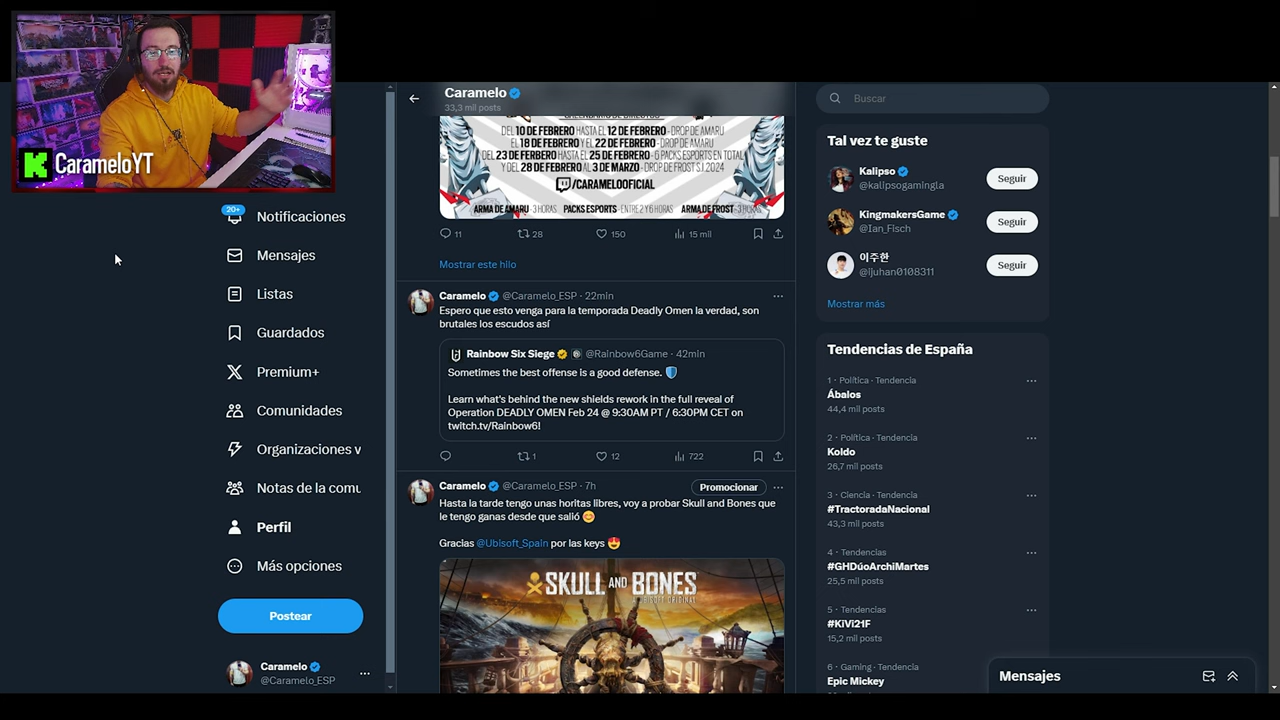 CarameloYT
20+
Notificaciones
Mensajes
Listas
Guardados
Premium+
Comunidades
Organizaciones v
Notas de la comu
Perfil
Más opciones
Postear
Caramelo
@Caramelo_ESP
Caramelo
33,3 mil posts
CALENDARIO DE DIRECTOS
DEL 10 DE FEBRERO HASTA EL 12 DE FEBRERO - DROP DE AMARU
EL 18 DE FEBRERO Y EL 22 DE FEBRERO - DROP DE AMARU
DEL 23 DE FERBERO HASTA EL 25 DE FEBRERO - 6 PACKS ESPORTS EN TOTAL
Y DEL 28 DE FEBRERO AL 3 DE MARZO - DROP DE FROST S.I. 2024
/CARAMELOOFICIAL
ARMA DE AMARU - 3 HORAS PACKS ESPORTS - ENTRE 2 Y 6 HORAS ARMA DE FROST - 3 HORAS
11 28 150 15 mil
Mostrar este hilo
Caramelo @Caramelo_ESP · 22min
Espero que esto venga para la temporada Deadly Omen la verdad, son
brutales los escudos así
Rainbow Six Siege @Rainbow6Game · 42min
Sometimes the best offense is a good defense. 🛡️
Learn what's behind the new shields rework in the full reveal of
Operation DEADLY OMEN Feb 24 @ 9:30AM PT / 6:30PM CET on
twitch.tv/Rainbow6!
1 12 722
Caramelo @Caramelo_ESP · 7h
Promocionar
Hasta la tarde tengo unas horitas libres, voy a probar Skull and Bones que
le tengo ganas desde que salió 😊
Gracias @Ubisoft_Spain por las keys 😍
SKULL AND BONES
Buscar
Tal vez te guste
Kalipso
@kalipsogamingla
Seguir
KingmakersGame
@Ian_Fisch
Seguir
이주한
@ljuhan0108311
Seguir
Mostrar más
Tendencias de España
1 · Política · Tendencia
Ábalos
44,4 mil posts
2 · Política · Tendencia
Koldo
26,7 mil posts
3 · Ciencia · Tendencia
#TractoradaNacional
43,3 mil posts
4 · Tendencias
#GHDúoArchiMartes
25,5 mil posts
5 · Tendencias
#KiVi21F
15,2 mil posts
6 · Gaming · Tendencia
Epic Mickey
Mensajes